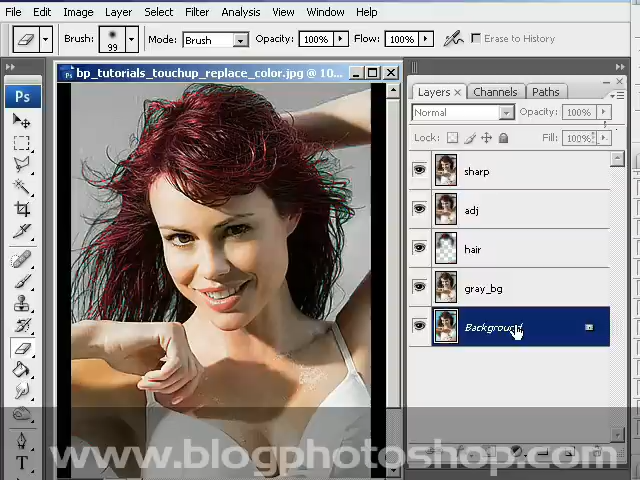 File Edit Image Layer Select Filter Analysis View Window Help
Brush: 99 Mode: Brush Opacity: 100% Flow: 100% Erase to History
Ps
bp_tutorials_touchup_replace_color.jpg @ 10...
Layers x Channels Paths
Normal Opacity: 100%
Lock: Fill: 100%
sharp
adj
hair
gray_bg
Background
T
www.blogphotoshop.com